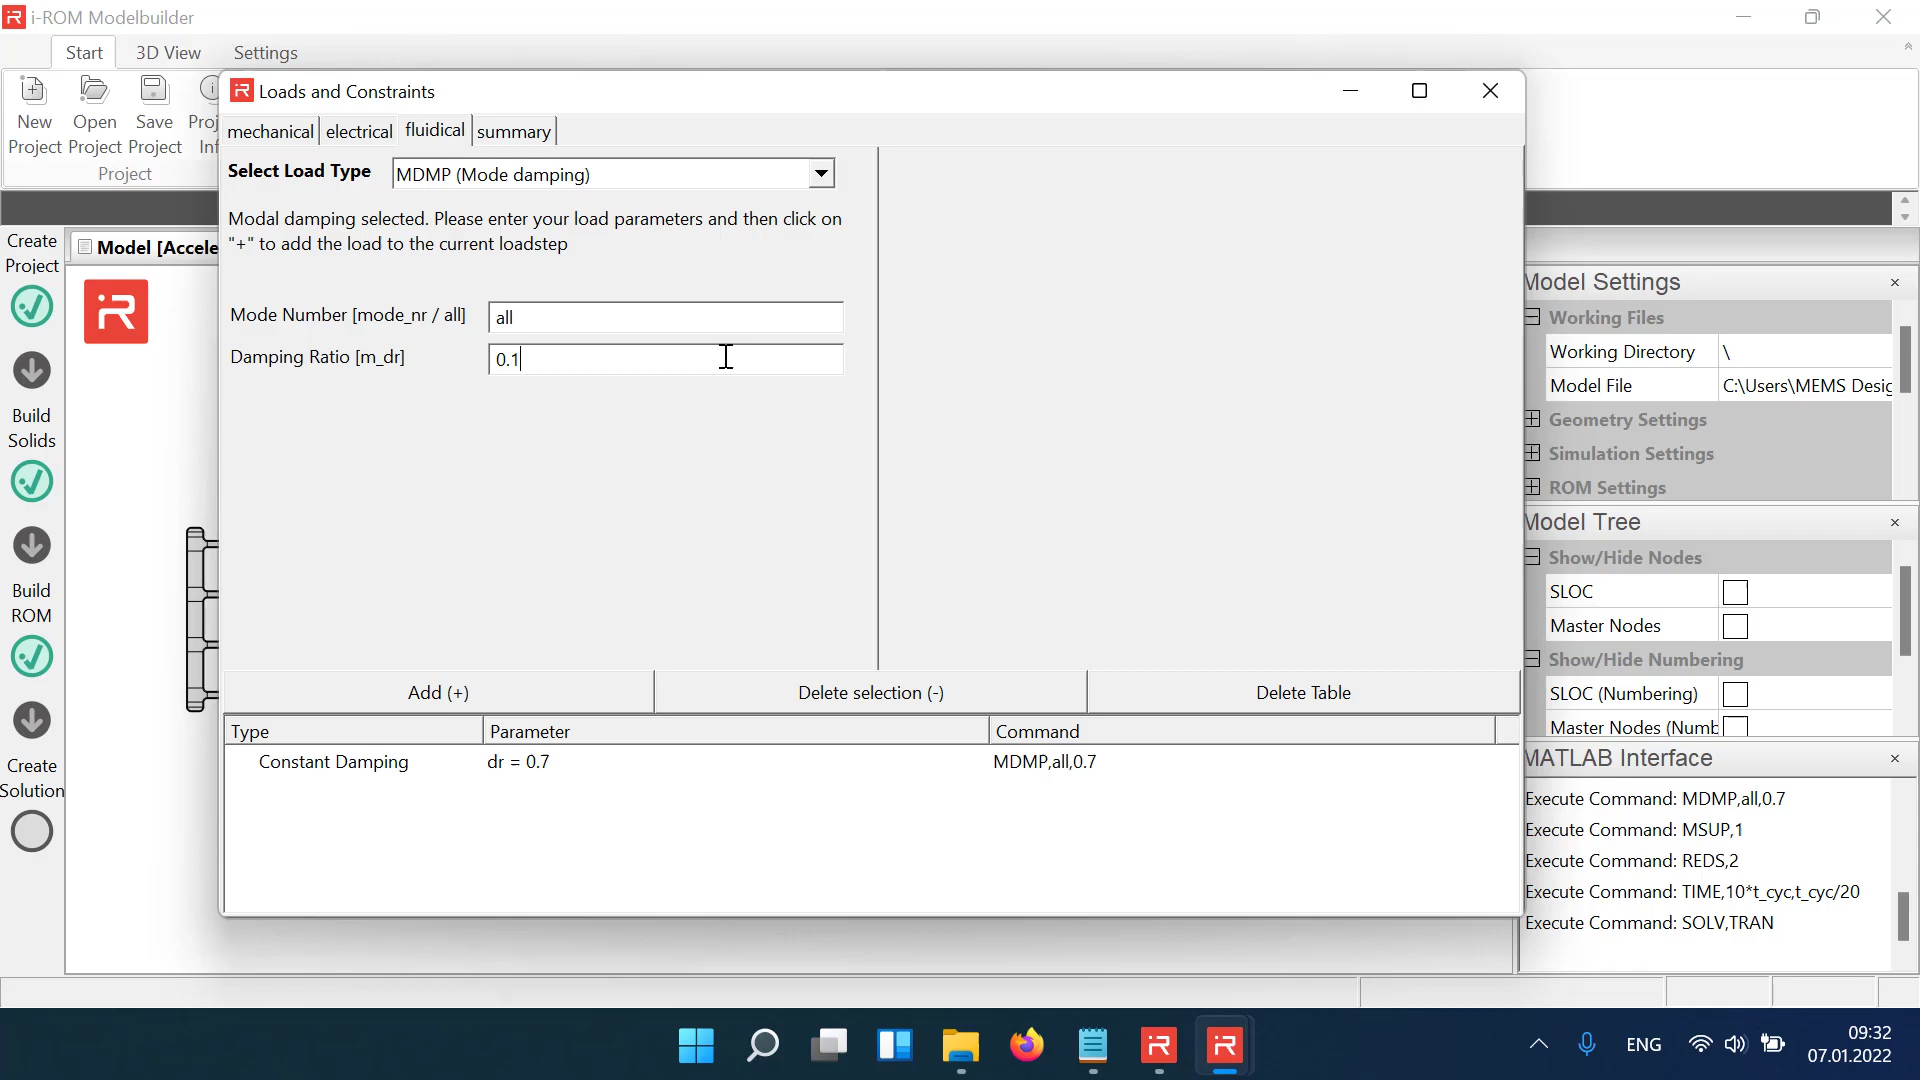 i-ROM Modelbuilder
Start
3D View
Settings
New Project
Open Project
Save Project
Proj Inf
Project
Loads and Constraints
mechanical
electrical
fluidical
summary
Select Load Type
MDMP (Mode damping)
Modal damping selected. Please enter your load parameters and then click on
"+" to add the load to the current loadstep
Mode Number [mode_nr / all]
all
Damping Ratio [m_dr]
0.1
Add (+)
Delete selection (-)
Delete Table
Type
Parameter
Command
Constant Damping
dr = 0.7
MDMP,all,0.7
Create
Project
Build
Solids
Build
ROM
Create
Solution
Model [Accele
Model Settings
Working Files
Working Directory
\
Model File
C:\Users\MEMS Desig
Geometry Settings
Simulation Settings
ROM Settings
Model Tree
Show/Hide Nodes
SLOC
Master Nodes
Show/Hide Numbering
SLOC (Numbering)
Master Nodes (Numb
MATLAB Interface
Execute Command: MDMP,all,0.7
Execute Command: MSUP,1
Execute Command: REDS,2
Execute Command: TIME,10*t_cyc,t_cyc/20
Execute Command: SOLV,TRAN
ENG
09:32
07.01.2022